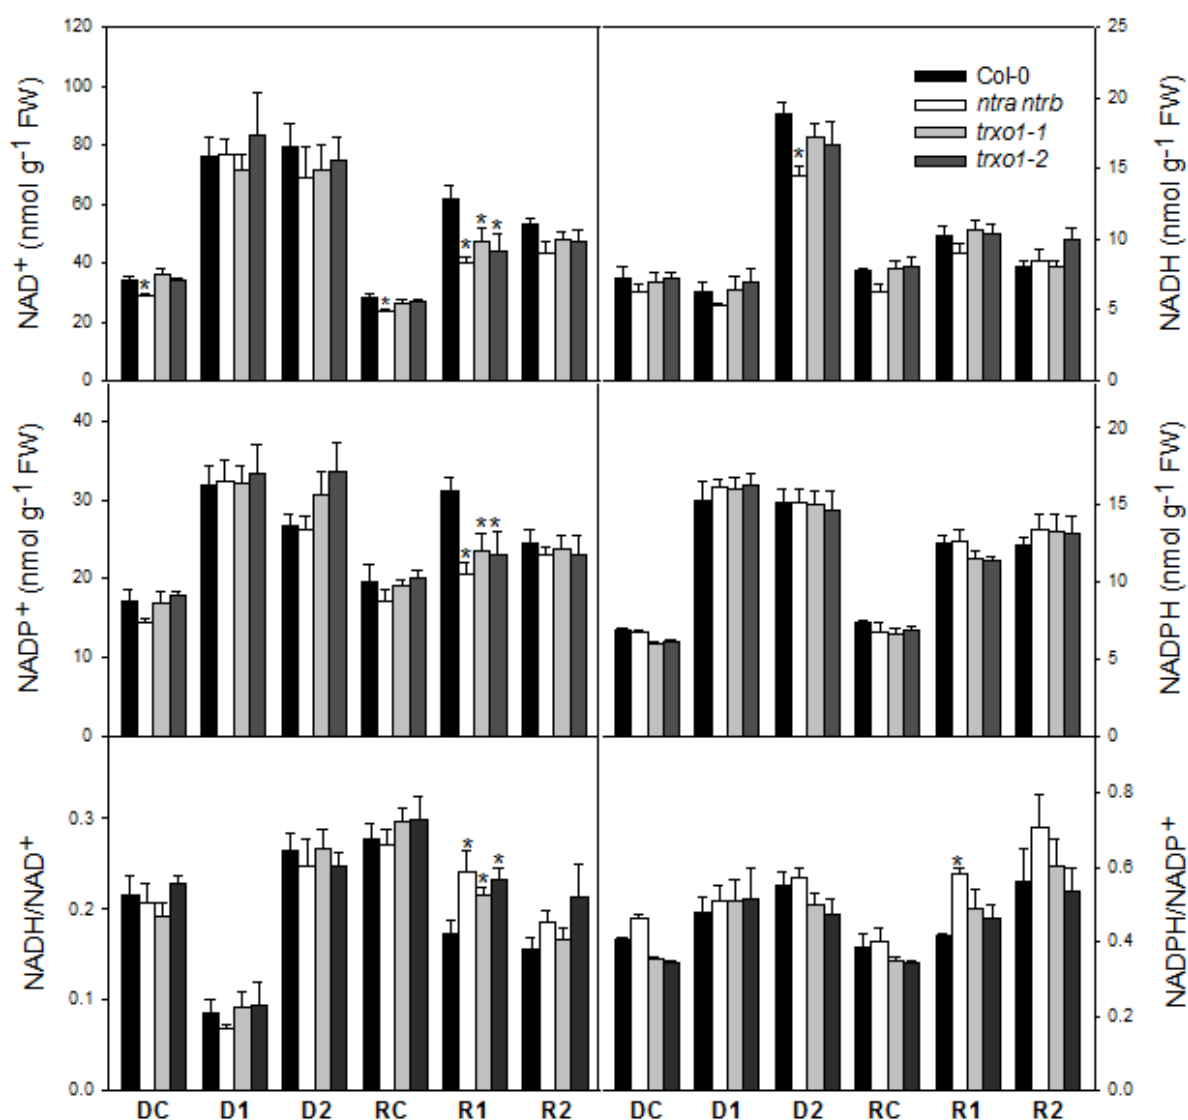 120
100
80
60
40
20
0
NAD⁺ (nmol g⁻¹ FW)
25
20
15
10
5
0
NADH (nmol g⁻¹ FW)
Col-0
ntra ntrb
trxo1-1
trxo1-2
* * * * * *
*
40
30
20
10
0
NADP⁺ (nmol g⁻¹ FW)
20
15
10
5
0
NADPH (nmol g⁻¹ FW)
* * *
0.3
0.2
0.1
0.0
NADH/NAD⁺
0.8
0.6
0.4
0.2
0.0
NADPH/NADP⁺
* * *
*
DC D1 D2 RC R1 R2
DC D1 D2 RC R1 R2